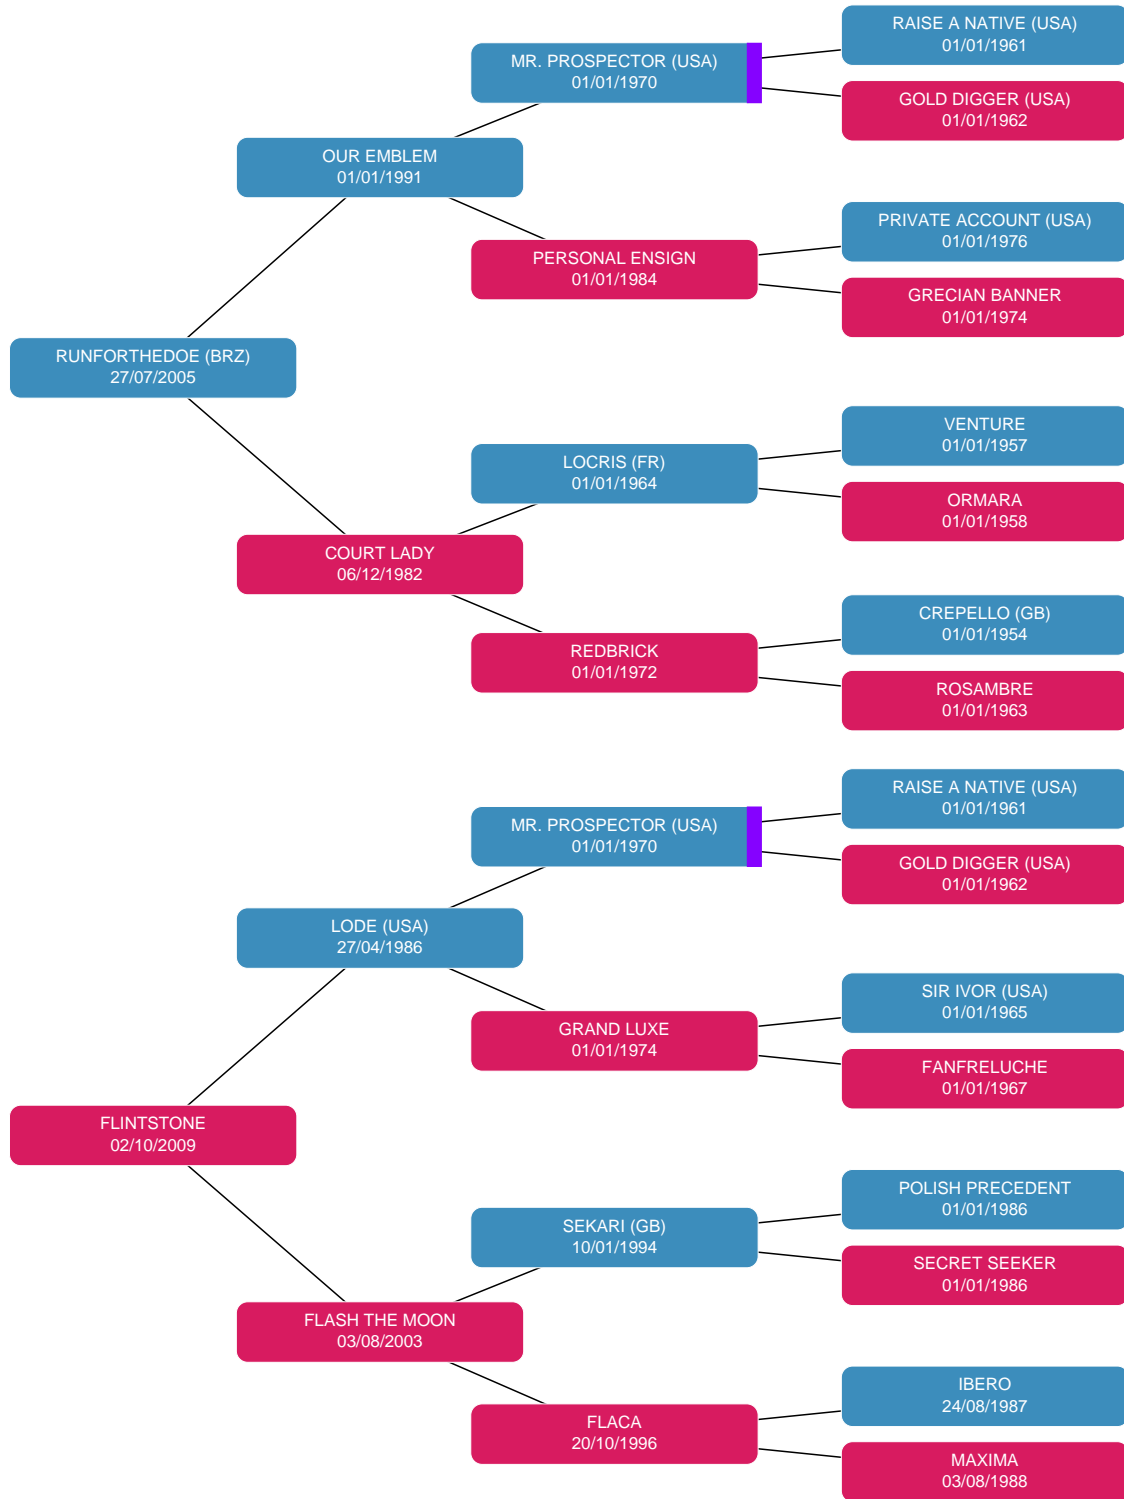 RAISE A NATIVE (USA)
01/01/1961
MR. PROSPECTOR (USA)
01/01/1970
GOLD DIGGER (USA)
01/01/1962
OUR EMBLEM
01/01/1991
PRIVATE ACCOUNT (USA)
01/01/1976
PERSONAL ENSIGN
01/01/1984
GRECIAN BANNER
01/01/1974
RUNFORTHEDOE (BRZ)
27/07/2005
VENTURE
01/01/1957
LOCRIS (FR)
01/01/1964
ORMARA
01/01/1958
COURT LADY
06/12/1982
CREPELLO (GB)
01/01/1954
REDBRICK
01/01/1972
ROSAMBRE
01/01/1963
RAISE A NATIVE (USA)
01/01/1961
MR. PROSPECTOR (USA)
01/01/1970
GOLD DIGGER (USA)
01/01/1962
LODE (USA)
27/04/1986
SIR IVOR (USA)
01/01/1965
GRAND LUXE
01/01/1974
FANFRELUCHE
01/01/1967
FLINTSTONE
02/10/2009
POLISH PRECEDENT
01/01/1986
SEKARI (GB)
10/01/1994
SECRET SEEKER
01/01/1986
FLASH THE MOON
03/08/2003
IBERO
24/08/1987
FLACA
20/10/1996
MAXIMA
03/08/1988